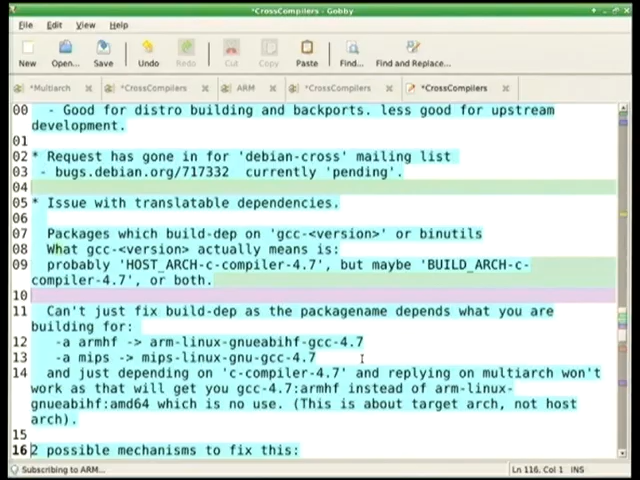 *CrossCompilers - Gobby
File Edit View Help
New Open... Save Undo Redo Cut Copy Paste Find... Find and Replace...
*Multiarch *CrossCompilers ARM *CrossCompilers *CrossCompilers
00 - Good for distro building and backports. less good for upstream
development.
01
02 * Request has gone in for 'debian-cross' mailing list
03 - bugs.debian.org/717332 currently 'pending'.
04
05 * Issue with translatable dependencies.
06
07 Packages which build-dep on 'gcc-<version>' or binutils
08 What gcc-<version> actually means is:
09 probably 'HOST_ARCH-c-compiler-4.7', but maybe 'BUILD_ARCH-c-
compiler-4.7', or both.
10
11 Can't just fix build-dep as the packagename depends what you are
building for:
12 -a armhf -> arm-linux-gnueabihf-gcc-4.7
13 -a mips -> mips-linux-gnu-gcc-4.7
14 and just depending on 'c-compiler-4.7' and replying on multiarch won't
work as that will get you gcc-4.7:armhf instead of arm-linux-
gnueabihf:amd64 which is no use. (This is about target arch, not host
arch).
15
16 2 possible mechanisms to fix this:
Subscribing to ARM... Ln 116, Col 1 INS